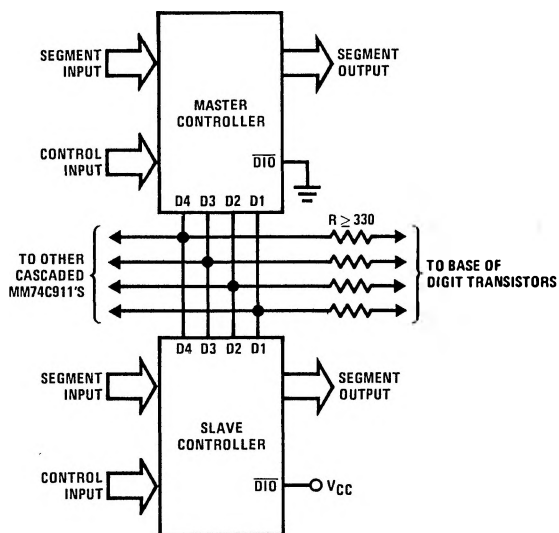 SEGMENT
INPUT
SEGMENT
OUTPUT
MASTER
CONTROLLER
CONTROL
INPUT
DIO
D4 D3 D2 D1
R ≥ 330
TO OTHER
CASCADED
MM74C911'S
TO BASE OF
DIGIT TRANSISTORS
D4 D3 D2 D1
SEGMENT
INPUT
SEGMENT
OUTPUT
SLAVE
CONTROLLER
CONTROL
INPUT
DIO
VCC